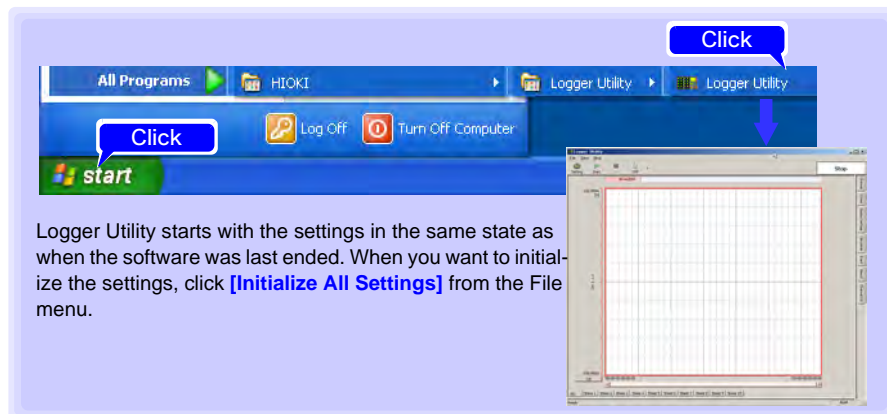 Click
All Programs HIOKI Logger Utility Logger Utility
Log Off Turn Off Computer
Click
start
Stop
Logger Utility starts with the settings in the same state as
when the software was last ended. When you want to initial-
ize the settings, click [Initialize All Settings] from the File
menu.